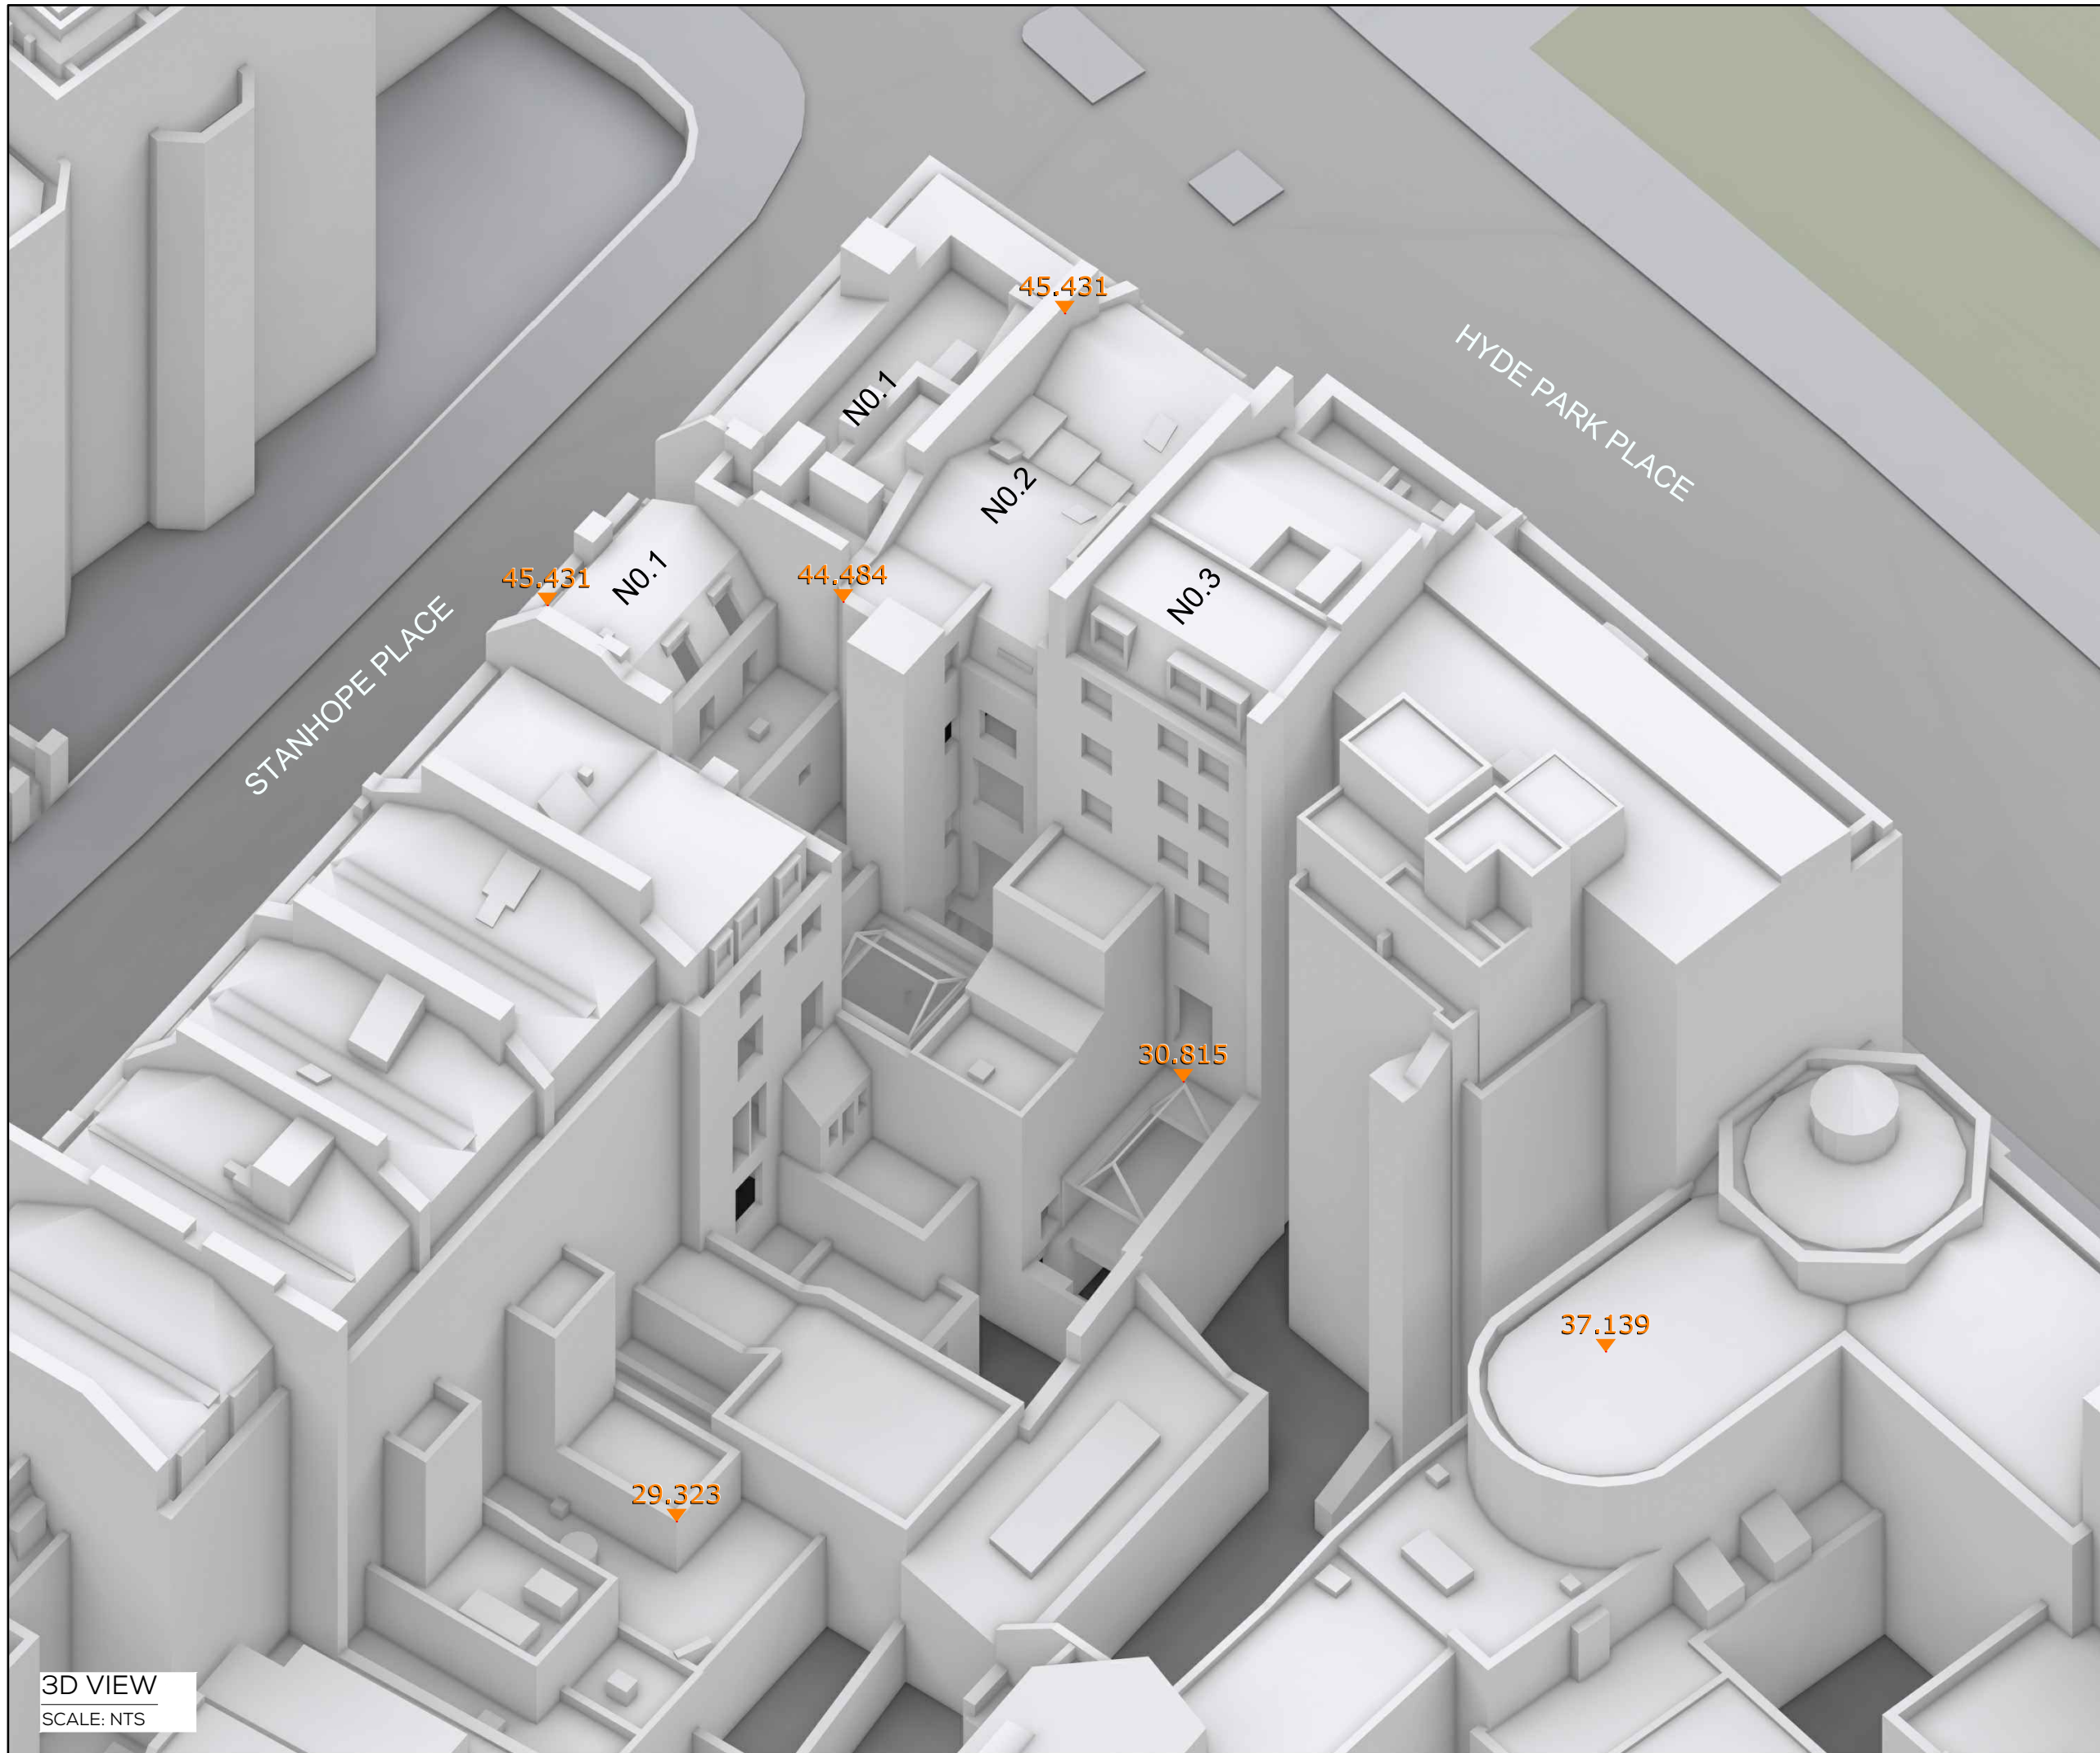 45.431
HYDE PARK PLACE
N0.1
N0.2
45.431
N0.1
44.484
N0.3
STANHOPE PLACE
30.815
37.139
29.323
3D VIEW
SCALE: NTS